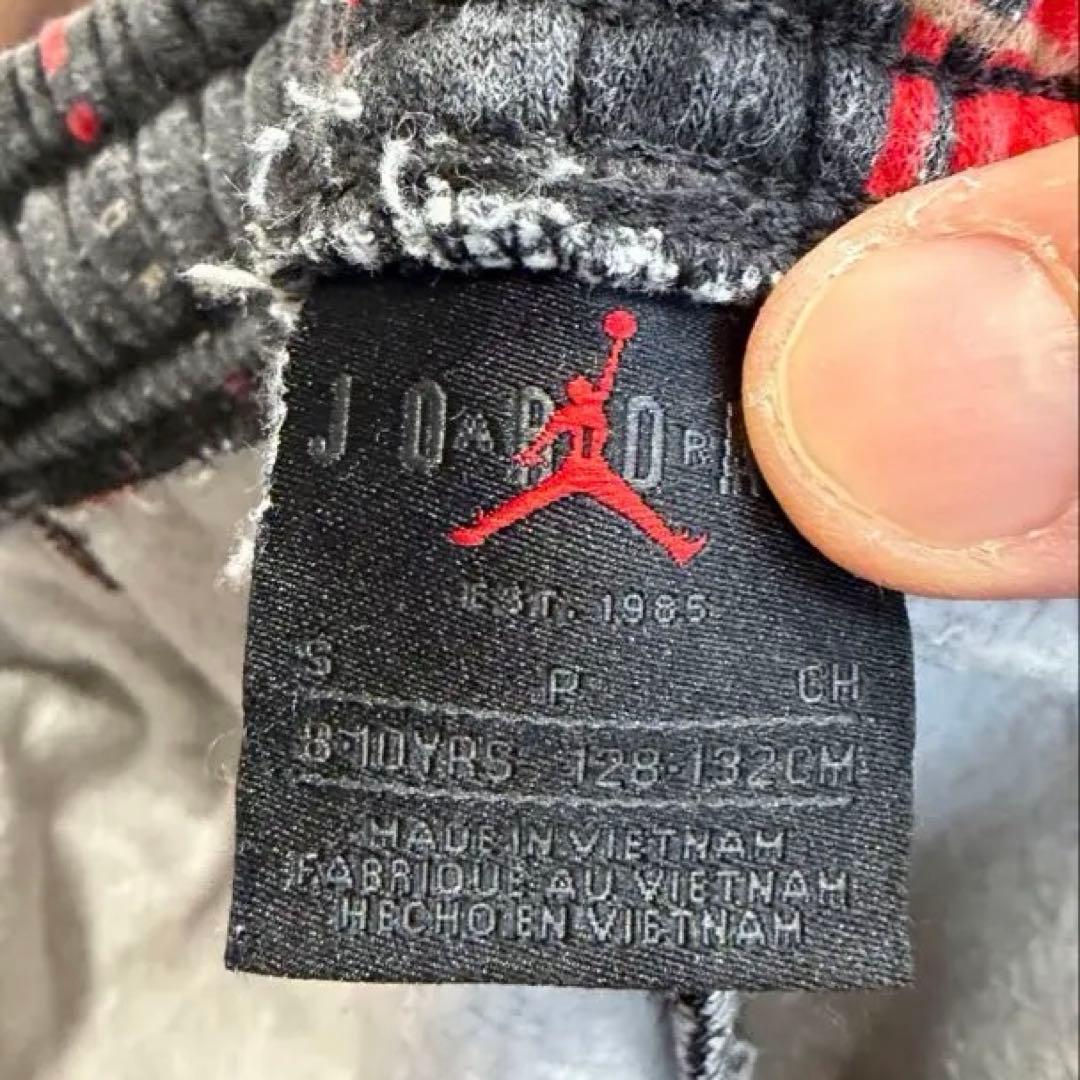 JORDAN
EST. 1985
S P CH
8-10YRS 128-132CM
MADE IN VIETNAM
FABRIQUE AU VIETNAM
HECHO EN VIETNAM